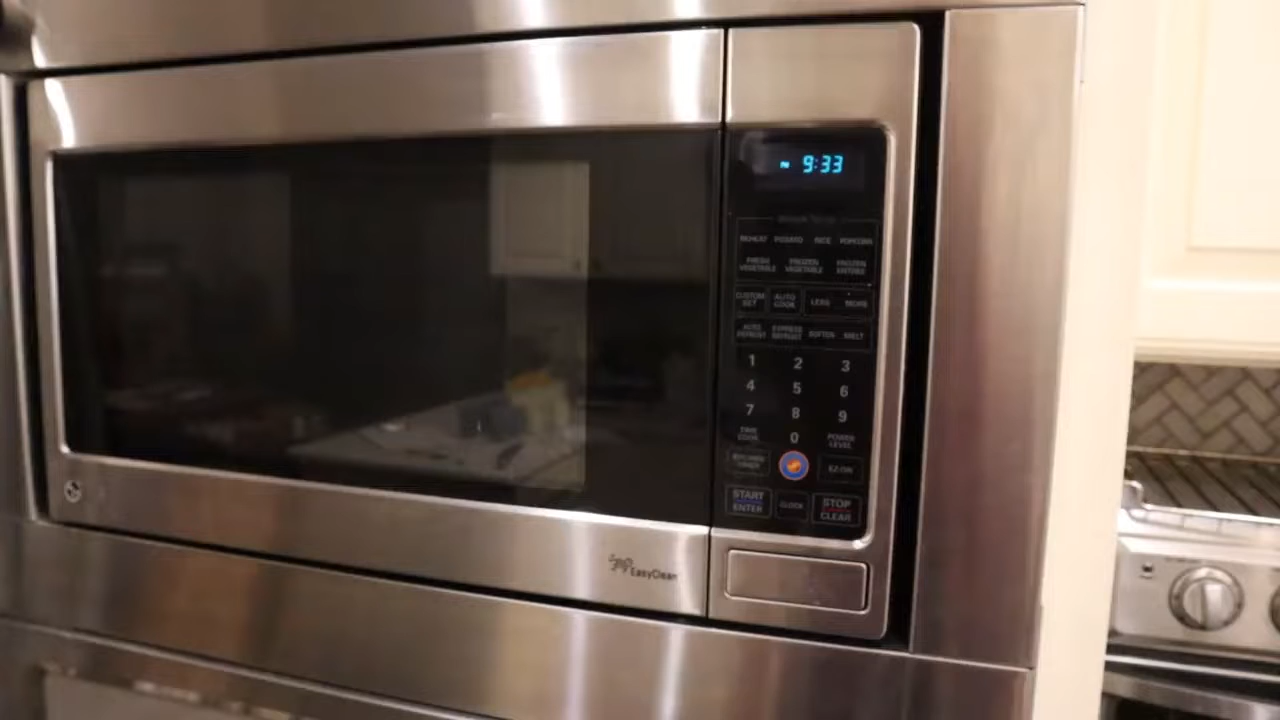 9:33
REHEAT POTATO RICE POPCORN
FRESH VEGETABLE FROZEN VEGETABLE FROZEN ENTREE
CUSTOM SET AUTO COOK LESS MORE
AUTO DEFROST EXPRESS DEFROST SOFTEN MELT
1 2 3
4 5 6
7 8 9
TIME COOK 0 POWER LEVEL
KITCHEN TIMER EZ-ON
START ENTER CLOCK STOP CLEAR
EasyClean